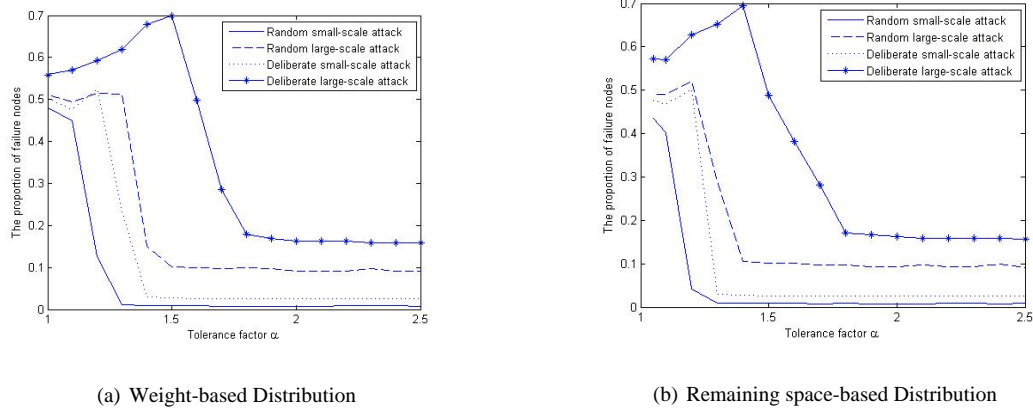 0.7
0.6
0.5
0.4
0.3
0.2
0.1
0
1
1.5
2
2.5
The proportion of failure nodes
Tolerance factor α
Random small-scale attack
Random large-scale attack
Deliberate small-scale attack
Deliberate large-scale attack
(a) Weight-based Distribution
0.7
0.6
0.5
0.4
0.3
0.2
0.1
0
1
1.5
2
2.5
The proportion of failure nodes
Tolerance factor α
Random small-scale attack
Random large-scale attack
Deliberate small-scale attack
Deliberate large-scale attack
(b) Remaining space-based Distribution